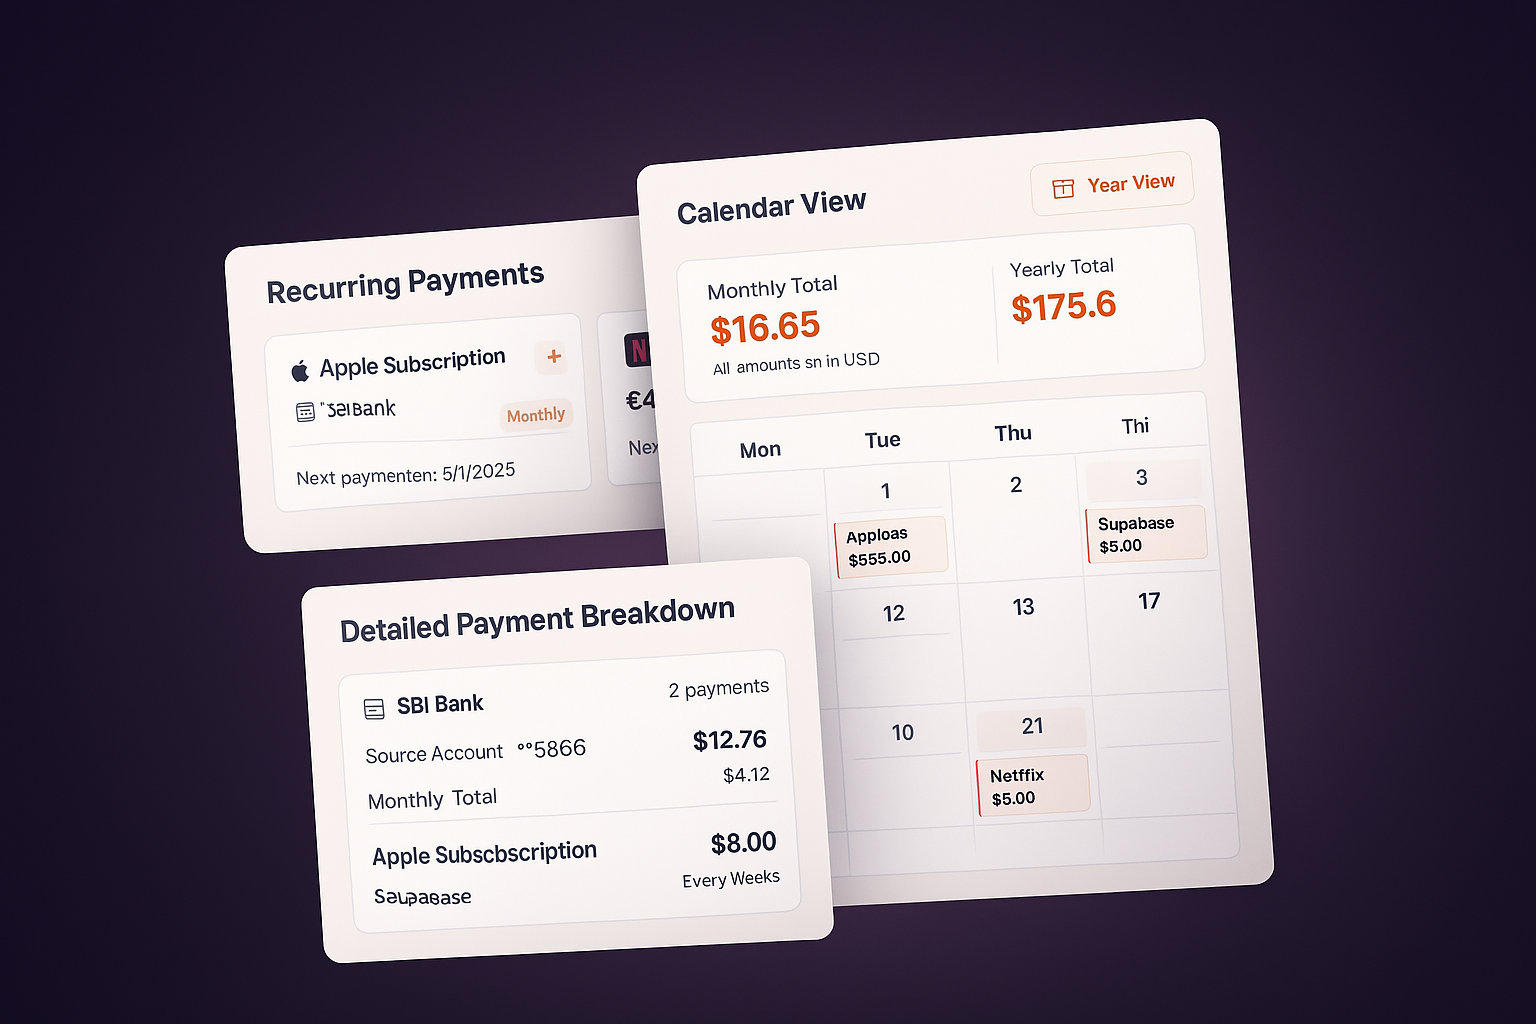 Recurring Payments
Apple Subscription
+
Monthly
Next paymenten: 5/1/2025
N
€4
Nex
Calendar View
Year View
Monthly Total
$16.65
All amounts sn in USD
Yearly Total
$175.6
Mon Tue Thu Thi
1 2 3
Apploas
$555.00
Supabase
$5.00
12 13 17
10 21
Netffix
$5.00
Detailed Payment Breakdown
SBI Bank
2 payments
Source Account °°5866
$12.76
$4.12
Monthly Total
Apple Subscbscription
$8.00
Every Weeks